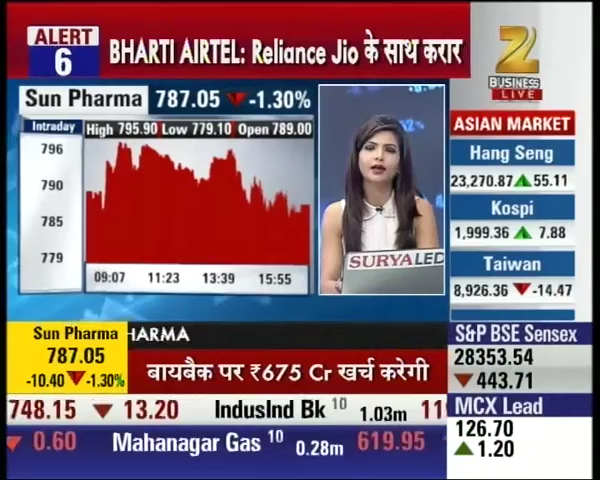 ALERT
6
BHARTI AIRTEL: Reliance Jio के साथ करार
Z
BUSINESS
LIVE
Sun Pharma 787.05 -1.30%
Intraday High 795.90 Low 779.10 Open 789.00
796
790
785
779
09:07 11:23 13:39 15:55
SURYALED
ASIAN MARKET
Hang Seng
23,270.87 55.11
Kospi
1,999.36 7.88
Taiwan
8,926.36 -14.47
Sun Pharma
787.05
-10.40 -1.30%
HARMA
बायबैक पर ₹675 Cr खर्च करेगी
S&P BSE Sensex
28353.54
443.71
MCX Lead
126.70
1.20
748.15 13.20 IndusInd Bk 10 1.03m 11
0.60 Mahanagar Gas 10 0.28m 619.95